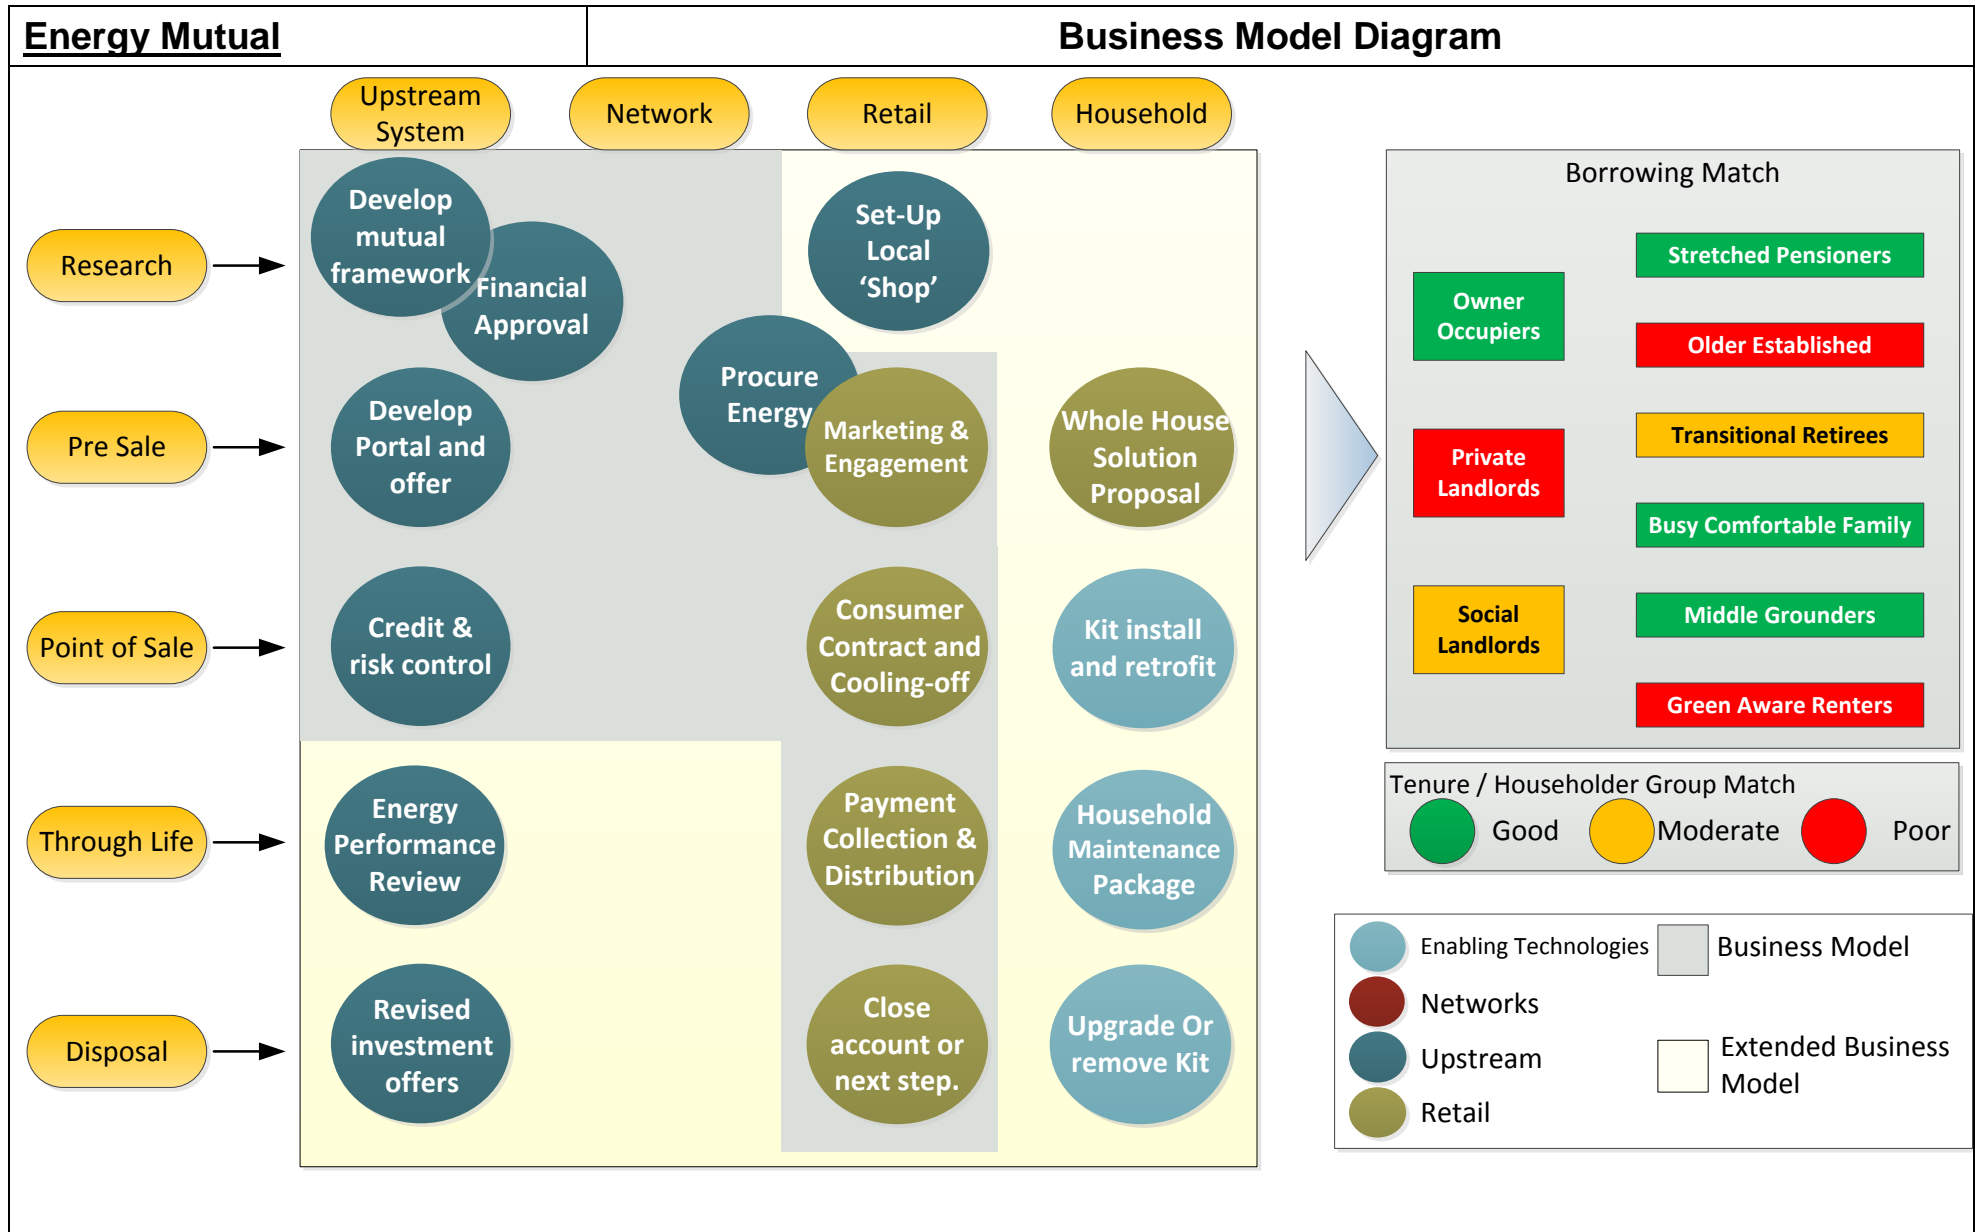 Energy Mutual
Business Model Diagram
Upstream
System
Network
Retail
Household
Research
Pre Sale
Point of Sale
Through Life
Disposal
Develop
mutual
framework
Financial
Approval
Set-Up
Local
‘Shop’
Procure
Energy
Develop
Portal and
offer
Marketing &
Engagement
Whole House
Solution
Proposal
Credit &
risk control
Consumer
Contract and
Cooling-off
Kit install
and retrofit
Energy
Performance
Review
Payment
Collection &
Distribution
Household
Maintenance
Package
Revised
investment
offers
Close
account or
next step.
Upgrade Or
remove Kit
Borrowing Match
Owner
Occupiers
Private
Landlords
Social
Landlords
Stretched Pensioners
Older Established
Transitional Retirees
Busy Comfortable Family
Middle Grounders
Green Aware Renters
Tenure / Householder Group Match
Good
Moderate
Poor
Enabling Technologies
Networks
Upstream
Retail
Business Model
Extended Business
Model